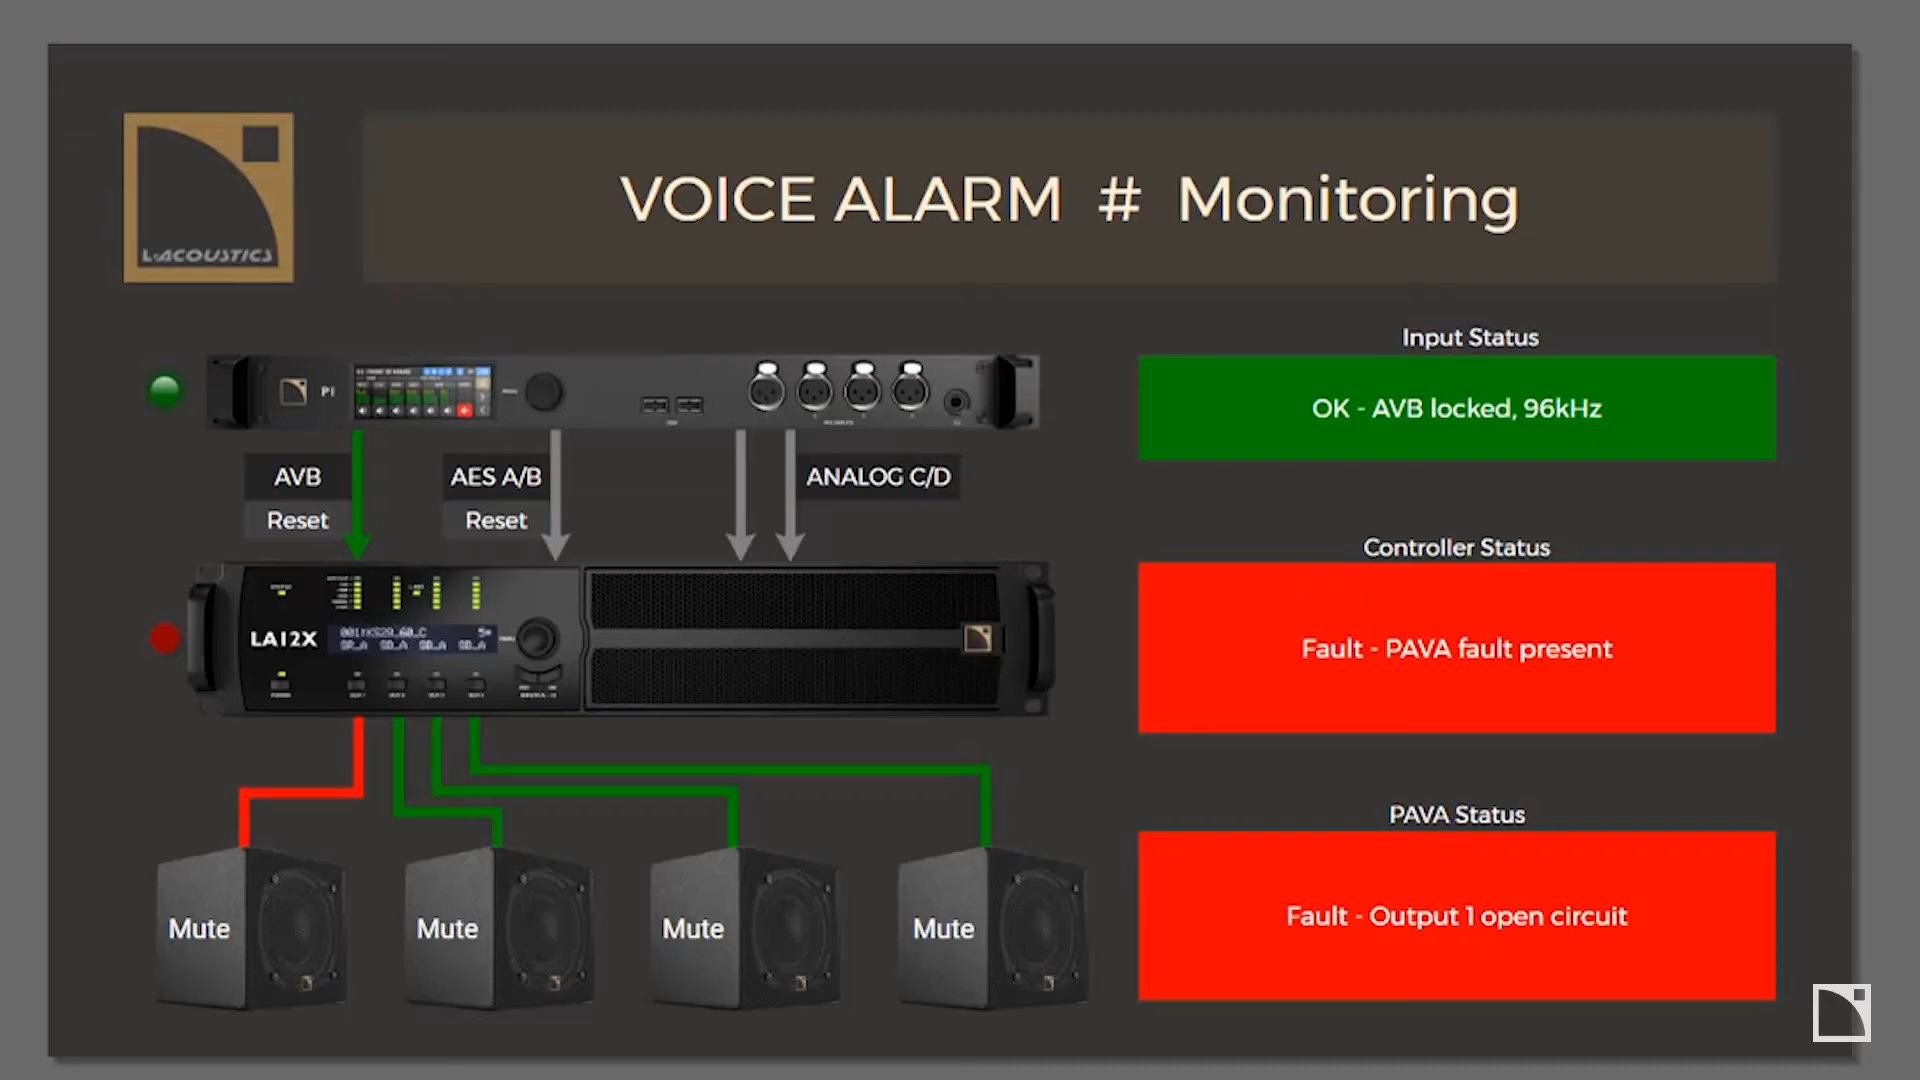 L-ACOUSTICS
VOICE ALARM # Monitoring
Input Status
OK - AVB locked, 96kHz
P1
AVB
Reset
AES A/B
Reset
ANALOG C/D
Controller Status
Fault - PAVA fault present
LA12X
PAVA Status
Fault - Output 1 open circuit
Mute
Mute
Mute
Mute